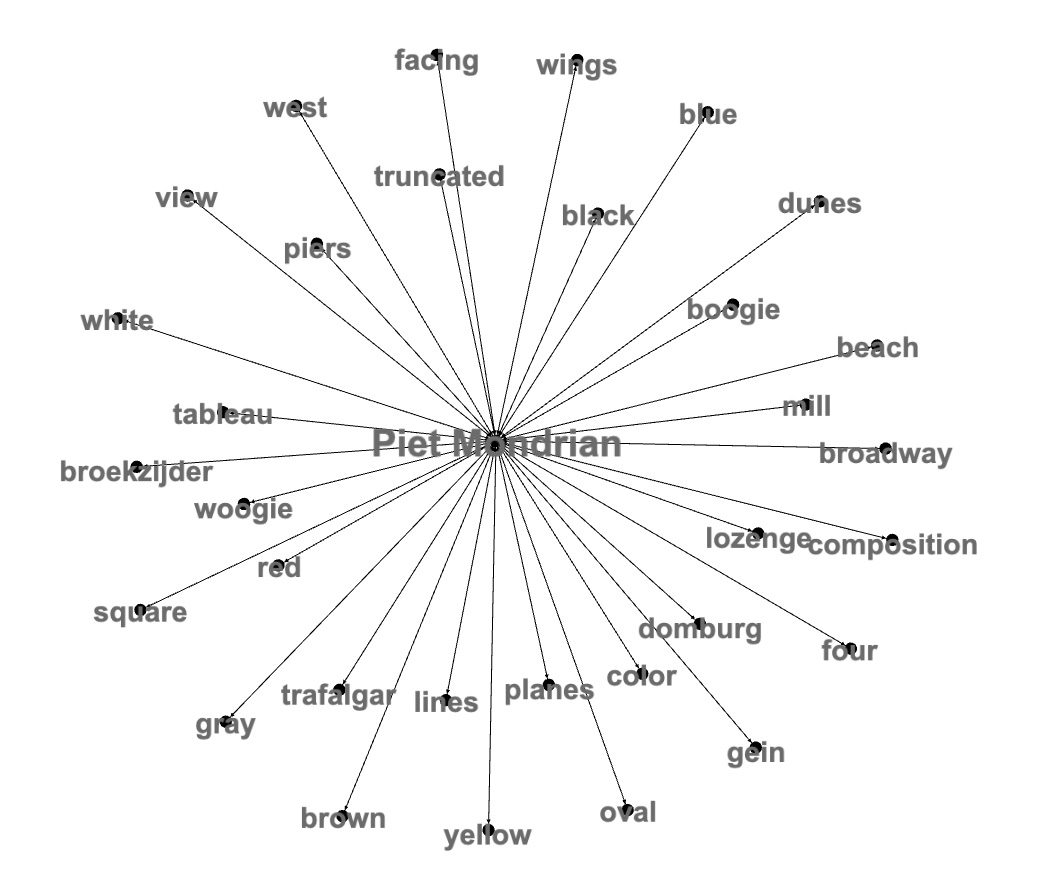 facing
wings
west
blue
truncated
view
dunes
black
piers
boogie
white
beach
mill
tableau
Piet Mondrian
broadway
broekzijder
woogie
lozenge
composition
red
square
domburg
four
color
planes
trafalgar
lines
gray
gein
oval
brown
yellow